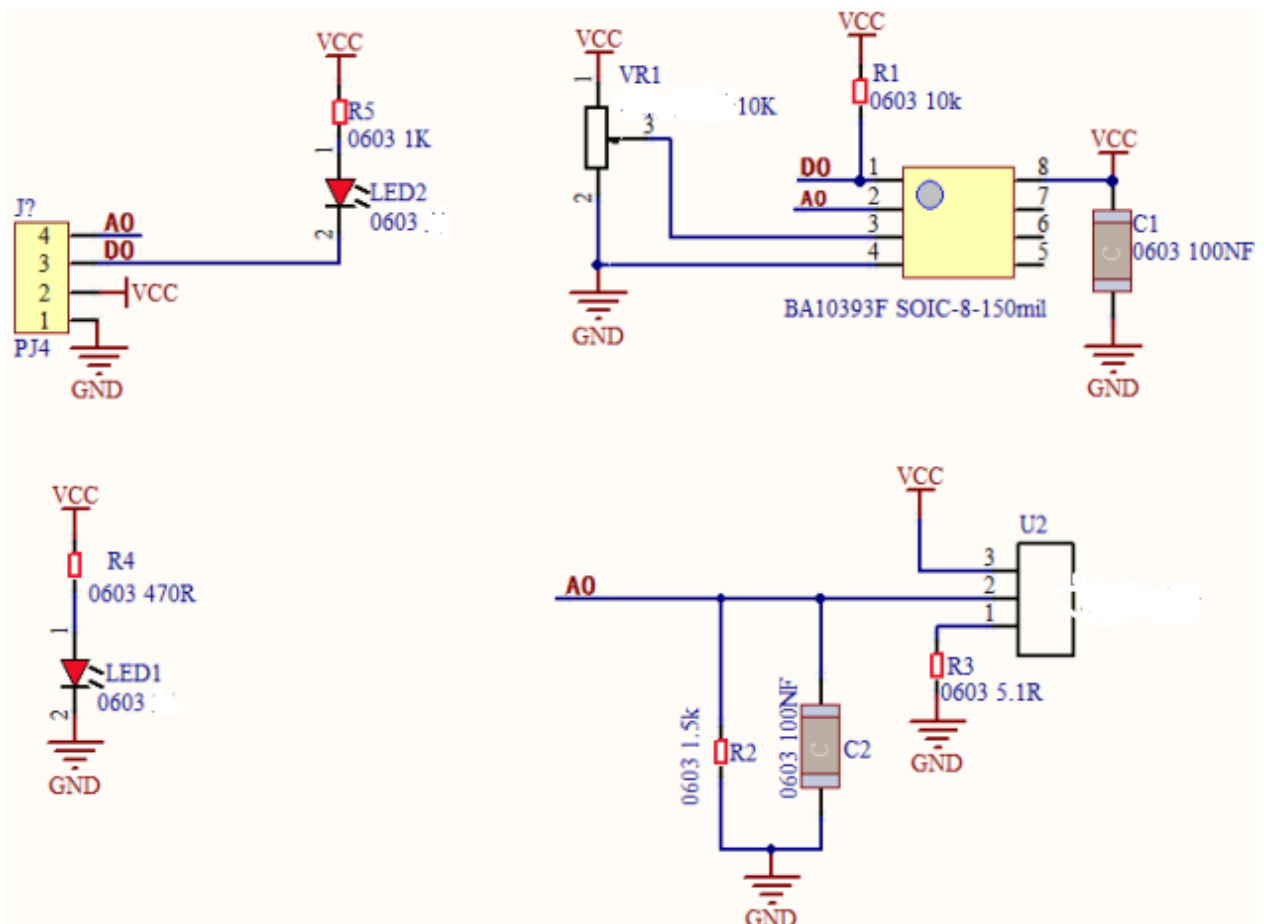 VCC
R5
0603 1K
1
LED2
0603
2
J?
4
A0
3
D0
2
VCC
1
PJ4
GND
VCC
1
VR1
10K
3
2
GND
VCC
R1
0603 10k
D0
1
A0
2
3
4
8
7
6
5
VCC
C1
0603 100NF
C
GND
BA10393F SOIC-8-150mil
VCC
R4
0603 470R
1
LED1
0603
2
GND
A0
VCC
U2
3
2
1
R3
0603 5.1R
GND
0603 1.5k
R2
0603 100NF
C
C2
GND